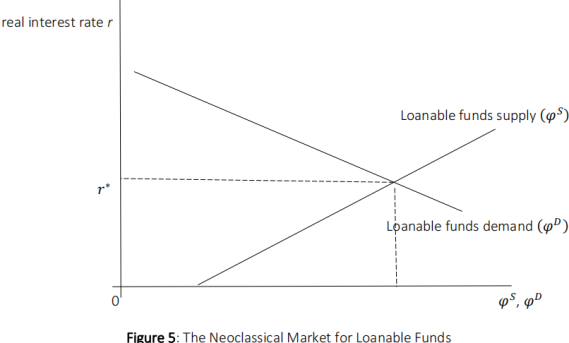 real interest rate r
Loanable funds supply (φ^S)
r*
Loanable funds demand (φ^D)
0
φ^S, φ^D
Figure 5: The Neoclassical Market for Loanable Funds